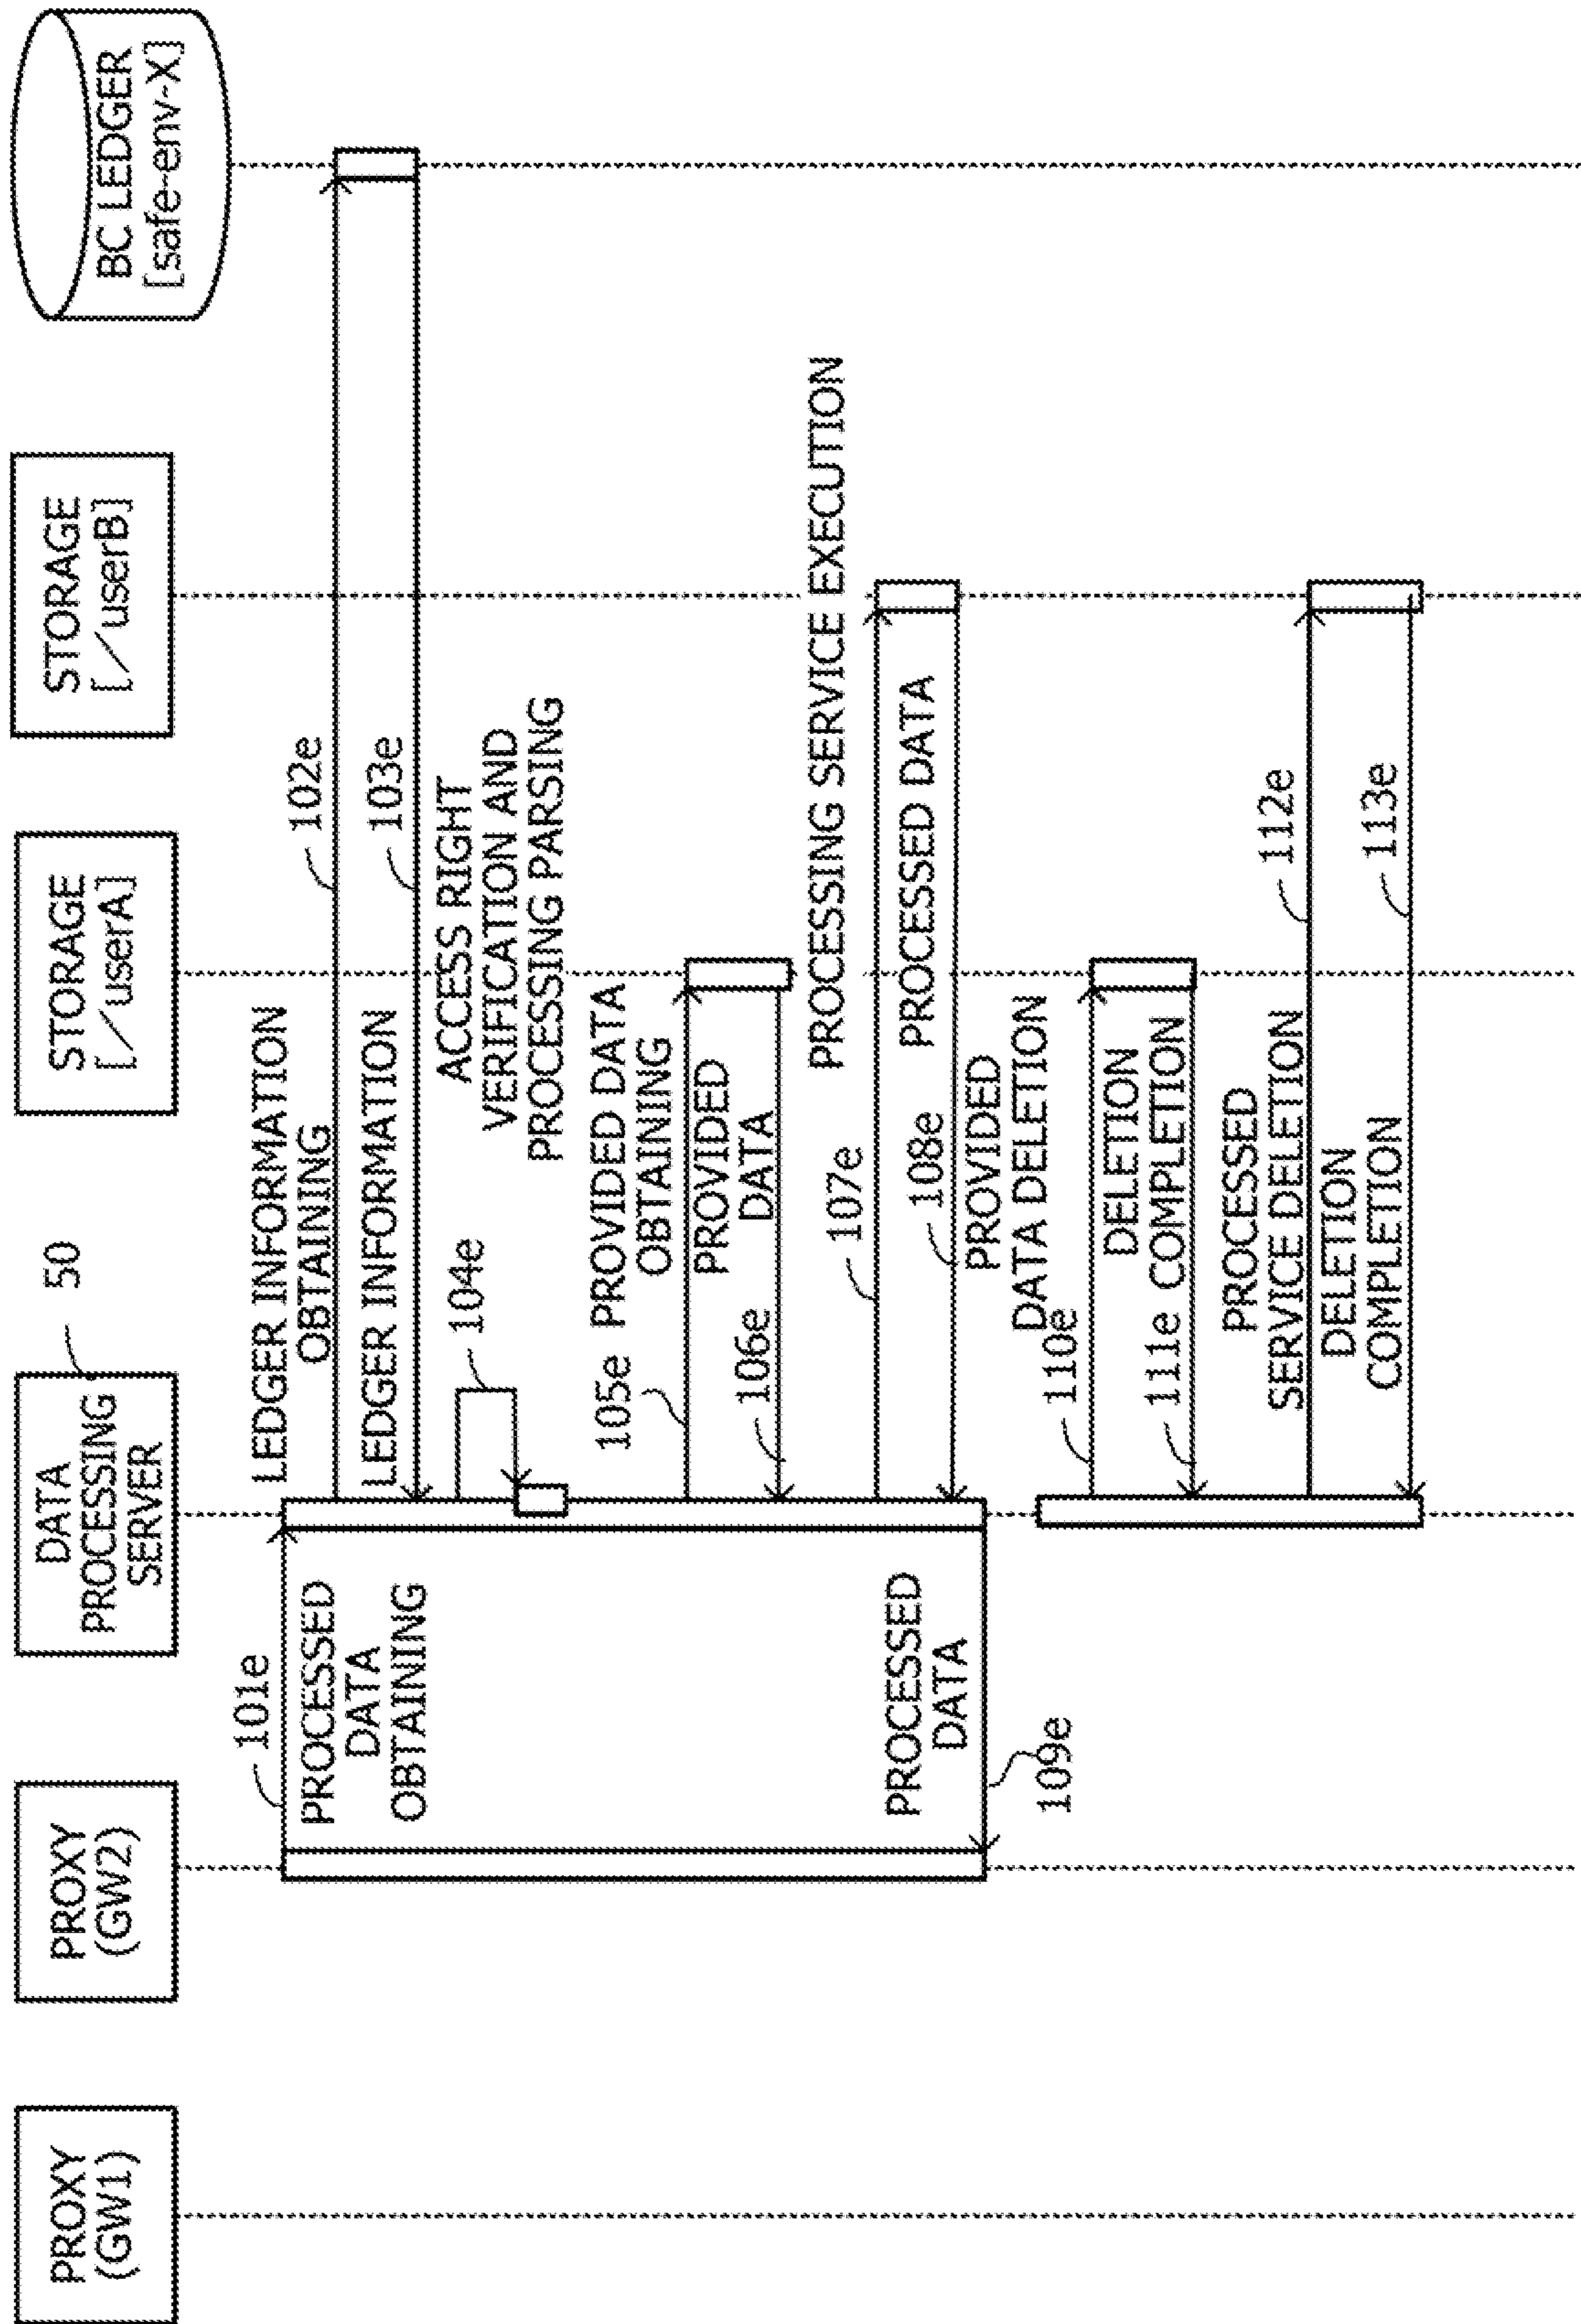 PROXY
(GW1)
PROXY
(GW2)
DATA
PROCESSING
SERVER
50
STORAGE
[/userA]
STORAGE
[/userB]
BC LEDGER
[safe-env-X]
101e
PROCESSED
DATA
OBTAINING
LEDGER INFORMATION
OBTAINING
102e
LEDGER INFORMATION
103e
104e
ACCESS RIGHT
VERIFICATION AND
PROCESSING PARSING
105e
PROVIDED DATA
OBTAINING
106e
PROVIDED
DATA
107e
PROCESSING SERVICE EXECUTION
108e
PROCESSED DATA
PROCESSED
DATA
109e
PROVIDED
DATA DELETION
110e
DELETION
COMPLETION
111e
PROCESSED
SERVICE DELETION
112e
DELETION
COMPLETION
113e